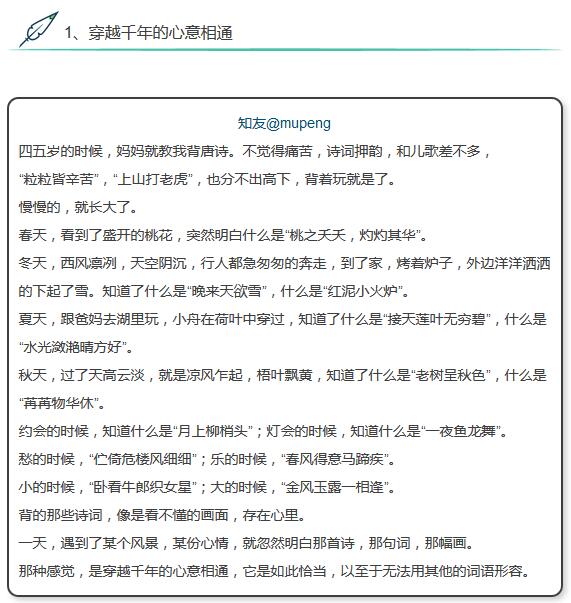 1、穿越千年的心意相通
知友@mupeng
四五岁的时候，妈妈就教我背唐诗。不觉得痛苦，诗词押韵，和儿歌差不多，
“粒粒皆辛苦”，“上山打老虎”，也分不出高下，背着玩就是了。
慢慢的，就长大了。
春天，看到了盛开的桃花，突然明白什么是“桃之夭夭，灼灼其华”。
冬天，西风凛冽，天空阴沉，行人都急匆匆的奔走，到了家，烤着炉子，外边洋洋洒洒
的下起了雪。知道了什么是“晚来天欲雪”，什么是“红泥小火炉”。
夏天，跟爸妈去湖里玩，小舟在荷叶中穿过，知道了什么是“接天莲叶无穷碧”，什么是
“水光潋滟晴方好”。
秋天，过了天高云淡，就是凉风乍起，梧叶飘黄，知道了什么是“老树呈秋色”，什么是
“苒苒物华休”。
约会的时候，知道什么是“月上柳梢头”；灯会的时候，知道什么是“一夜鱼龙舞”。
愁的时候，“伫倚危楼风细细”；乐的时候，“春风得意马蹄疾”。
小的时候，“卧看牛郎织女星”；大的时候，“金风玉露一相逢”。
背的那些诗词，像是看不懂的画面，存在心里。
一天，遇到了某个风景，某份心情，就忽然明白那首诗，那句词，那幅画。
那种感觉，是穿越千年的心意相通，它是如此恰当，以至于无法用其他的词语形容。